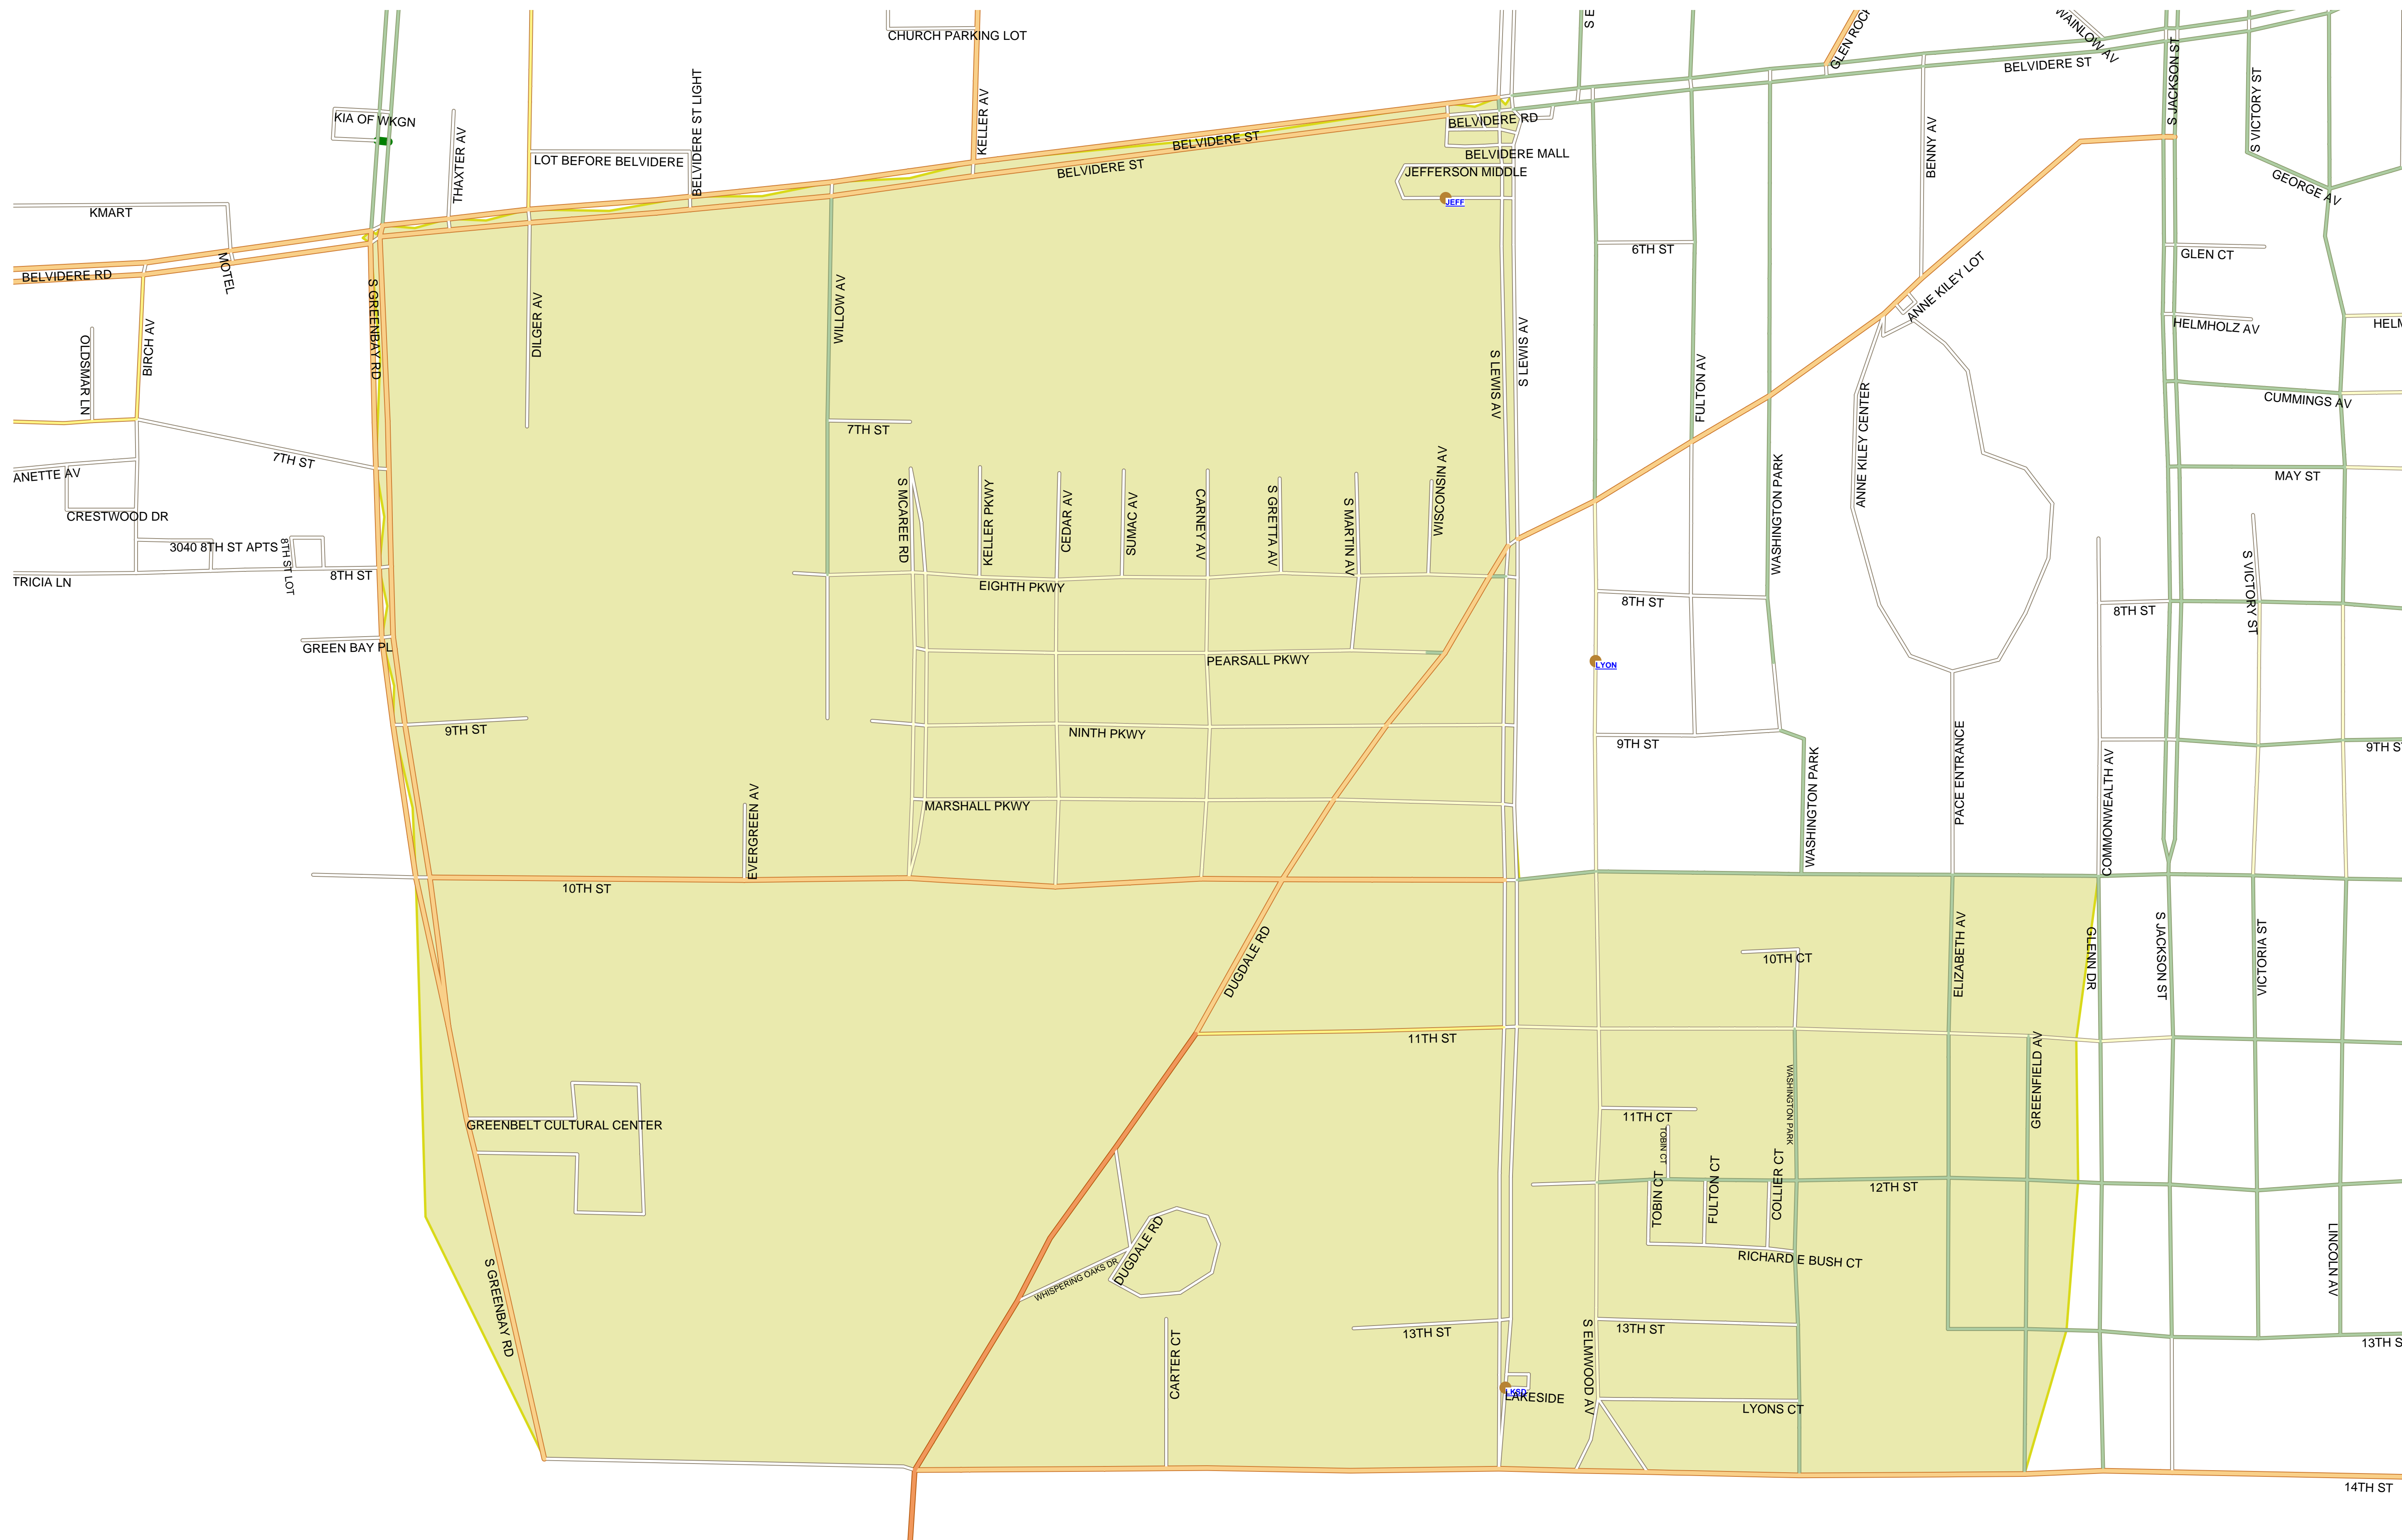 CHURCH PARKING LOT
S E
GLEN ROCK
WAINLOW AV
BELVIDERE ST
S JACKSON ST
S VICTORY ST
KIA OF WKGN
THAXTER AV
LOT BEFORE BELVIDERE
BELVIDERE ST LIGHT
KELLER AV
BELVIDERE ST
BELVIDERE ST
BELVIDERE RD
BELVIDERE MALL
JEFFERSON MIDDLE
JEFF
BENNY AV
GEORGE AV
KMART
BELVIDERE RD
MOTEL
S GREENBAY RD
DILGER AV
WILLOW AV
6TH ST
GLEN CT
ANNE KILEY LOT
HELMHOLZ AV
HELM
OLDSMAR LN
BIRCH AV
S LEWIS AV
S LEWIS AV
FULTON AV
ANNE KILEY CENTER
CUMMINGS AV
7TH ST
7TH ST
ANETTE AV
CRESTWOOD DR
S MCAREE RD
KELLER PKWY
CEDAR AV
SUMAC AV
CARNEY AV
S GRETTA AV
S MARTIN AV
WISCONSIN AV
WASHINGTON PARK
MAY ST
3040 8TH ST APTS
8TH ST LOT
8TH ST
TRICIA LN
EIGHTH PKWY
8TH ST
8TH ST
S VICTORY ST
GREEN BAY PL
PEARSALL PKWY
LYON
9TH ST
NINTH PKWY
9TH ST
9TH S
WASHINGTON PARK
PACE ENTRANCE
COMMONWEALTH AV
EVERGREEN AV
MARSHALL PKWY
10TH ST
DUGDALE RD
10TH CT
ELIZABETH AV
GLENN DR
S JACKSON ST
VICTORIA ST
11TH ST
GREENFIELD AV
WASHINGTON PARK
GREENBELT CULTURAL CENTER
11TH CT
TOBIN CT
TOBIN CT
FULTON CT
COLLIER CT
12TH ST
RICHARD E BUSH CT
LINCOLN AV
WHISPERING OAKS DR
DUGDALE RD
S GREENBAY RD
CARTER CT
13TH ST
S ELMWOOD AV
13TH ST
13TH S
LKSD
LAKESIDE
LYONS CT
14TH ST